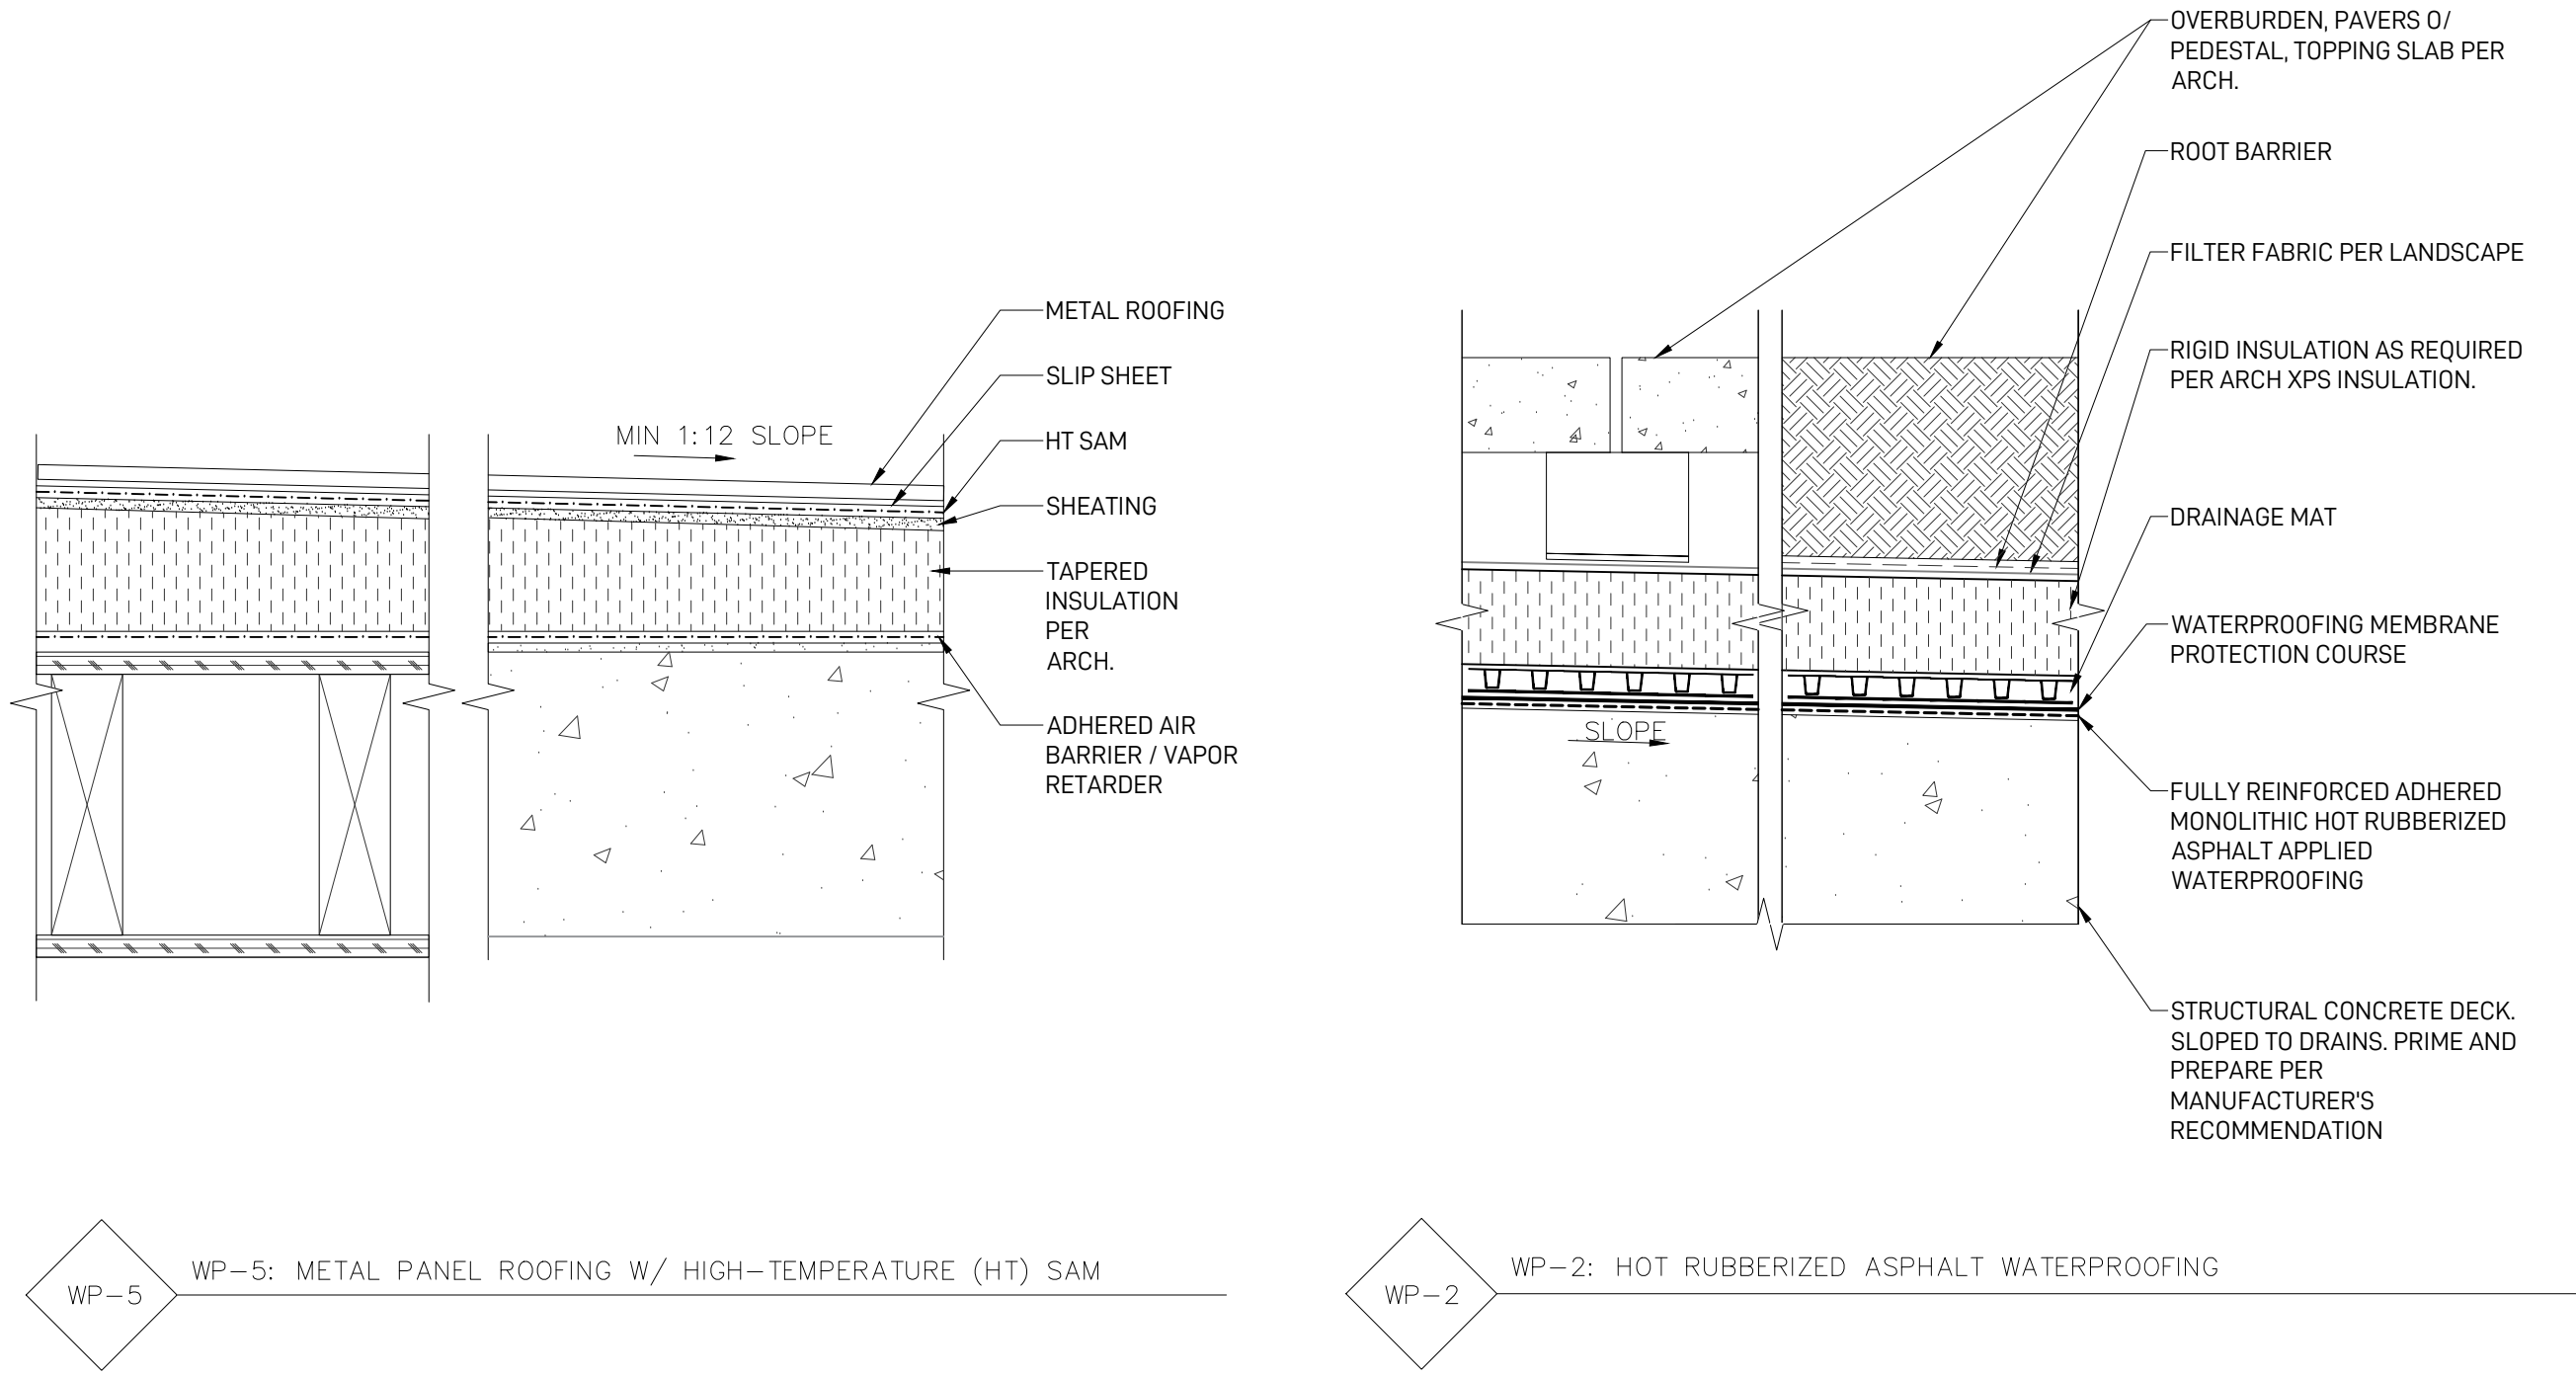 METAL ROOFING
SLIP SHEET
MIN 1:12 SLOPE
HT SAM
SHEATING
TAPERED
INSULATION
PER
ARCH.
ADHERED AIR
BARRIER / VAPOR
RETARDER
WP-5
WP-5: METAL PANEL ROOFING W/ HIGH-TEMPERATURE (HT) SAM
OVERBURDEN, PAVERS O/
PEDESTAL, TOPPING SLAB PER
ARCH.
ROOT BARRIER
FILTER FABRIC PER LANDSCAPE
RIGID INSULATION AS REQUIRED
PER ARCH XPS INSULATION.
DRAINAGE MAT
WATERPROOFING MEMBRANE
PROTECTION COURSE
SLOPE
FULLY REINFORCED ADHERED
MONOLITHIC HOT RUBBERIZED
ASPHALT APPLIED
WATERPROOFING
STRUCTURAL CONCRETE DECK.
SLOPED TO DRAINS. PRIME AND
PREPARE PER
MANUFACTURER'S
RECOMMENDATION
WP-2
WP-2: HOT RUBBERIZED ASPHALT WATERPROOFING